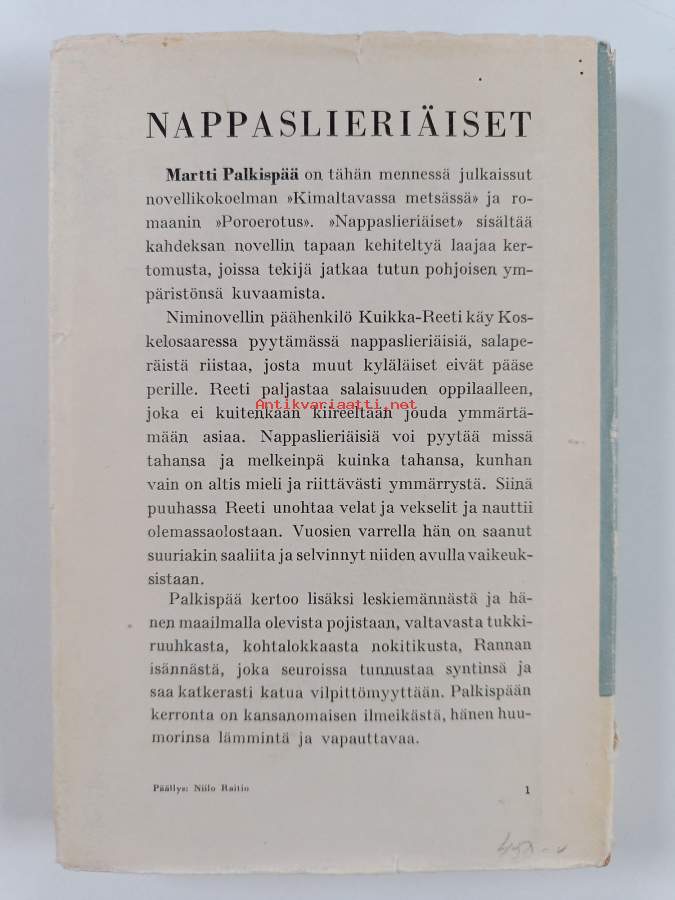 NAPPASLIERIÄISET
Martti Palkispää on tähän mennessä julkaissut
novellikokoelman »Kimaltavassa metsässä» ja ro-
maanin »Poroerotus». »Nappaslieriäiset» sisältää
kahdeksan novellin tapaan kehiteltyä laajaa ker-
tomusta, joissa tekijä jatkaa tutun pohjoisen ym-
päristönsä kuvaamista.
Niminovellin päähenkilö Kuikka-Reeti käy Kos-
kelosaaressa pyytämässä nappaslieriäisiä, salape-
räistä riistaa, josta muut kyläläiset eivät pääse
perille. Reeti paljastaa salaisuuden oppilaalleen,
Antikvariaatti.net
joka ei kuitenkaan kiireeltään jouda ymmärtä-
mään asiaa. Nappaslieriäisiä voi pyytää missä
tahansa ja melkeinpä kuinka tahansa, kunhan
vain on altis mieli ja riittävästi ymmärrystä. Siinä
puuhassa Reeti unohtaa velat ja vekselit ja nauttii
olemassaolostaan. Vuosien varrella hän on saanut
suuriakin saaliita ja selvinnyt niiden avulla vaikeuk-
sistaan.
Palkispää kertoo lisäksi leskiemännästä ja hä-
nen maailmalla olevista pojistaan, valtavasta tukki-
ruuhkasta, kohtalokkaasta nokitikusta, Rannan
isännästä, joka seuroissa tunnustaa syntinsä ja
saa katkerasti katua vilpittömyyttään. Palkispään
kerronta on kansanomaisen ilmeikästä, hänen huu-
morinsa lämmintä ja vapauttavaa.
Päällys: Niilo Raitio
1